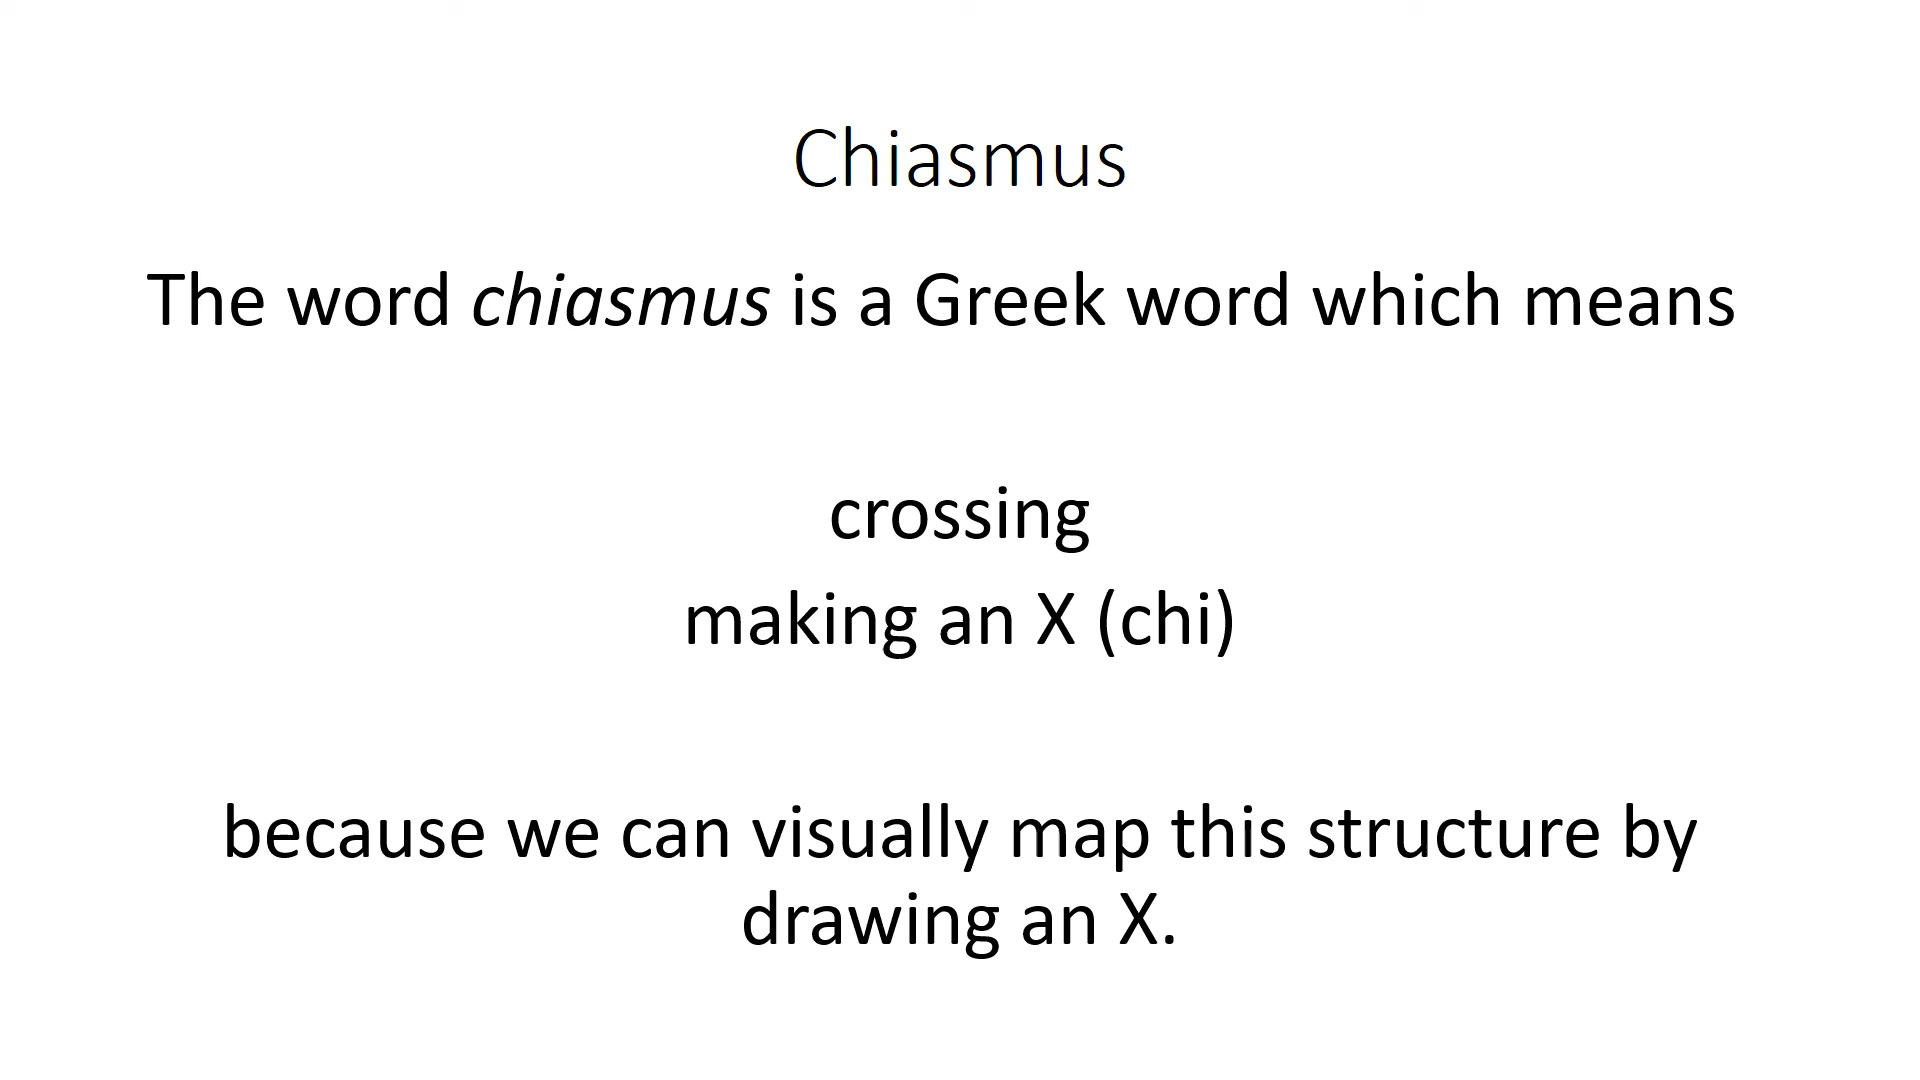 Chiasmus
The word chiasmus is a Greek word which means
crossing
making an X (chi)
because we can visually map this structure by
drawing an X.